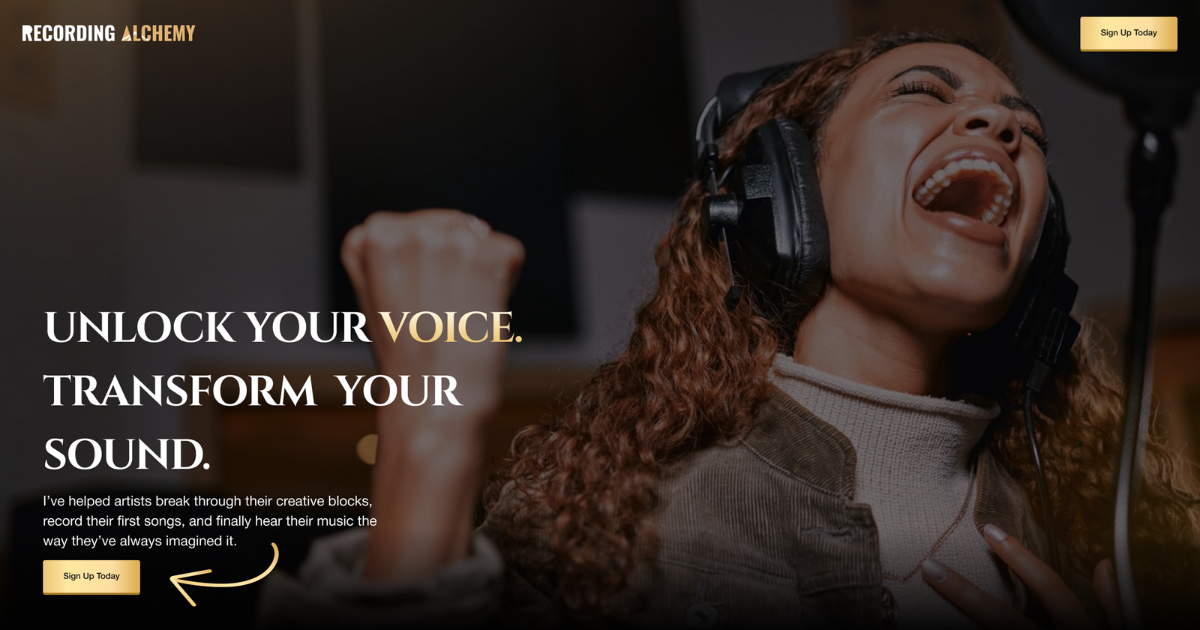 RECORDING ALCHEMY
Sign Up Today
UNLOCK YOUR VOICE.
TRANSFORM YOUR
SOUND.
I've helped artists break through their creative blocks,
record their first songs, and finally hear their music the
way they've always imagined it.
Sign Up Today